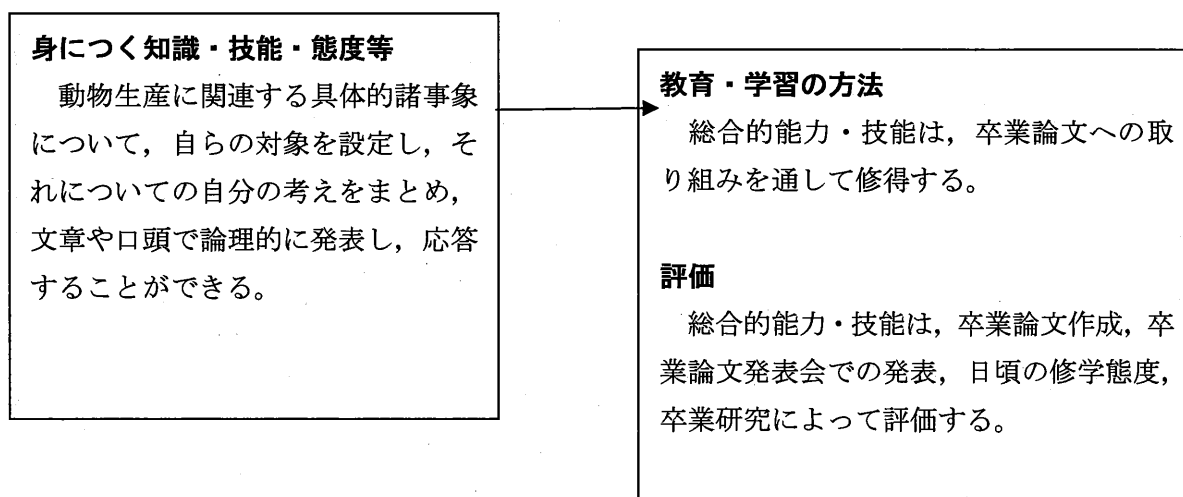 身につく知識・技能・態度等
動物生産に関連する具体的諸事象
について，自らの対象を設定し，そ
れについての自分の考えをまとめ，
文章や口頭で論理的に発表し，応答
することができる。
教育・学習の方法
総合的能力・技能は，卒業論文への取
り組みを通して修得する。
評価
総合的能力・技能は，卒業論文作成，卒
業論文発表会での発表，日頃の修学態度，
卒業研究によって評価する。